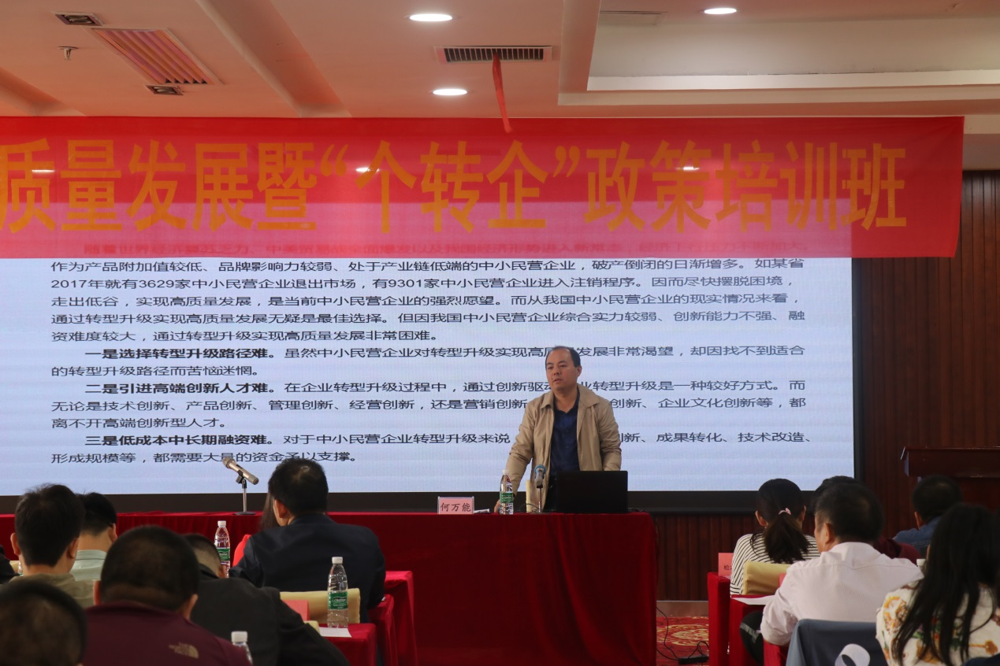 质量发展暨“个转企”政策培训班
作为产品附加值较低、品牌影响力较弱、处于产业链低端的中小民营企业，破产倒闭的日渐增多。如某省
2017年就有3629家中小民营企业退出市场，有9301家中小民营企业进入注销程序。因而尽快摆脱困境，
走出低谷，实现高质量发展，是当前中小民营企业的强烈愿望。而从我国中小民营企业的现实情况来看，
通过转型升级实现高质量发展无疑是最佳选择。但因我国中小民营企业综合实力较弱、创新能力不强、融
资难度较大，通过转型升级实现高质量发展非常困难。
一是选择转型升级路径难。虽然中小民营企业对转型升级实现高质 发展非常渴望，却因找不到适合
的转型升级路径而苦恼迷惘。
二是引进高端创新人才难。在企业转型升级过程中，通过创新驱动 业转型升级是一种较好方式。而
无论是技术创新、产品创新、管理创新、经营创新，还是营销创新 创新、企业文化创新等，都
离不开高端创新型人才。
三是低成本中长期融资难。对于中小民营企业转型升级来说 新、成果转化、技术改造、
形成规模等，都需要大量的资金予以支撑。
何万能